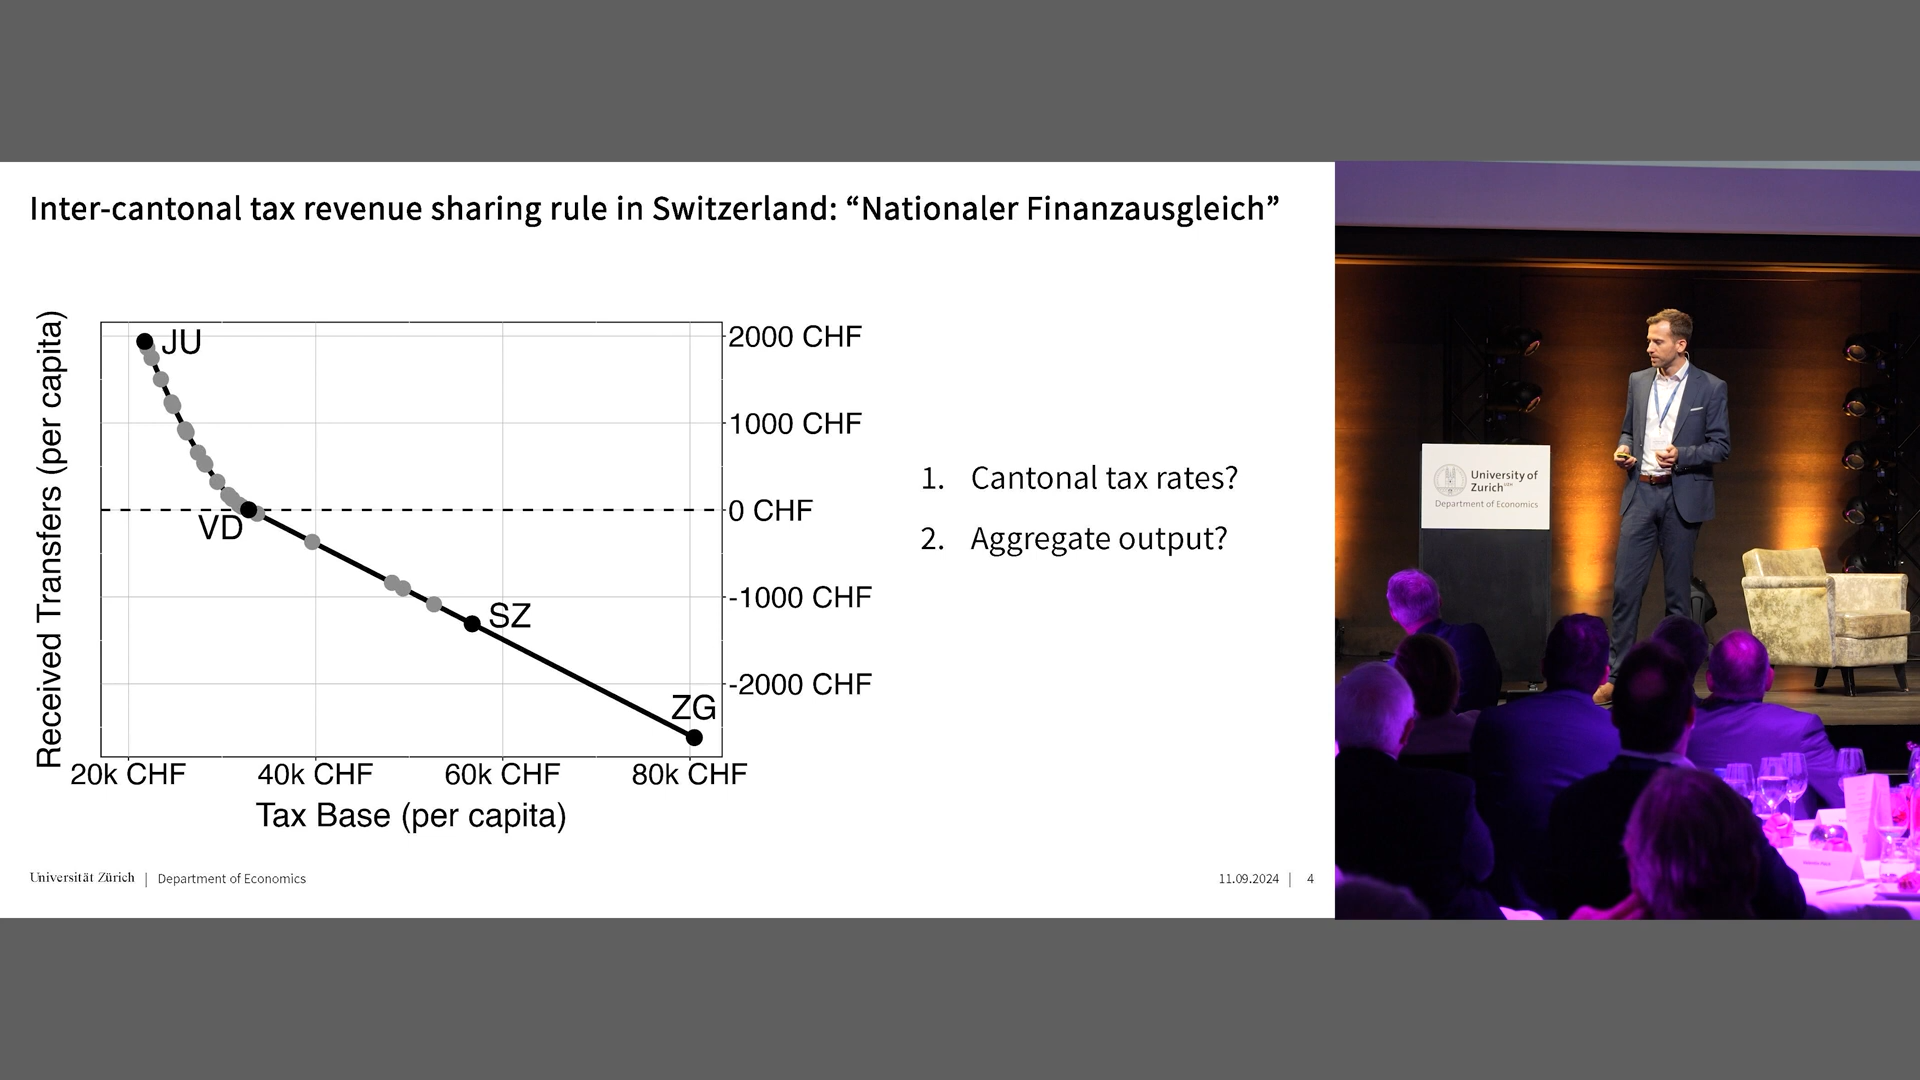 Inter-cantonal tax revenue sharing rule in Switzerland: “Nationaler Finanzausgleich”
Received Transfers (per capita)
JU
VD
SZ
ZG
2000 CHF
1000 CHF
0 CHF
-1000 CHF
-2000 CHF
20k CHF 40k CHF 60k CHF 80k CHF
Tax Base (per capita)
1. Cantonal tax rates?
2. Aggregate output?
Universität Zürich | Department of Economics
11.09.2024 | 4
University of
Zurich
Department of Economics